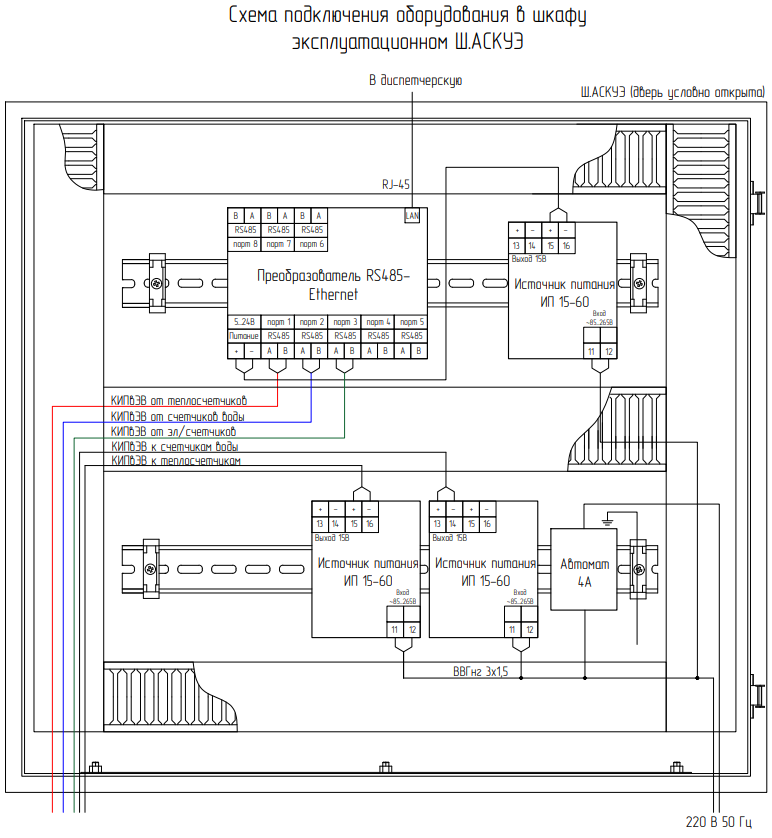 Схема подключения оборудования в шкафу
эксплуатационном Ш.АСКУЭ
В диспетчерскую
Ш.АСКУЭ (дверь условно открыта)
RJ-45
В А В А В А
LAN
RS485 RS485 RS485
порт 8 порт 7 порт 6
Преобразователь RS485-
Ethernet
5..24В порт 1 порт 2 порт 3 порт 4 порт 5
Питание RS485 RS485 RS485 RS485 RS485
+ - А В А В А В А В А В
+ - + -
13 14 15 16
Выход 15В
Источник питания
ИП 15-60
Вход
~85..265В
11 12
КИПвЭВ от теплосчетчиков
КИПвЭВ от счетчиков воды
КИПвЭВ от эл/счетчиков
КИПвЭВ к счетчикам воды
КИПвЭВ к теплосчетчикам
+ - + -
13 14 15 16
Выход 15В
Источник питания
ИП 15-60
Вход
~85..265В
11 12
+ - + -
13 14 15 16
Выход 15В
Источник питания
ИП 15-60
Вход
~85..265В
11 12
Автомат
4А
ВВГнг 3х1,5
220 В 50 Гц